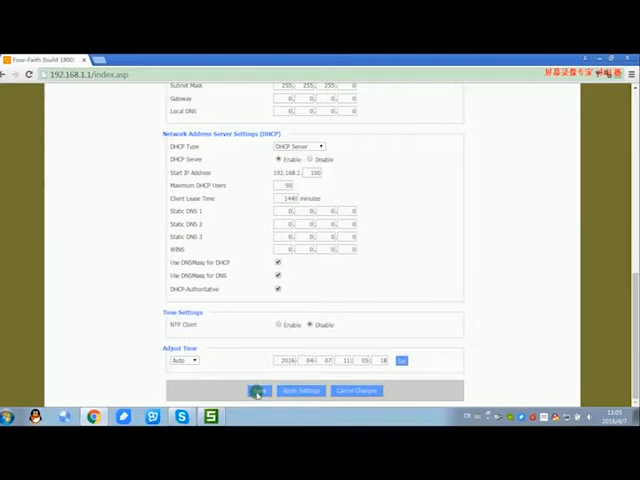 Four-Faith (build 1800)
192.168.1.1/index.asp
屏幕录像专家
Subnet Mask 255. 255. 255. 0
Gateway 0. 0. 0. 0
Local DNS 0. 0. 0. 0
Network Address Server Settings (DHCP)
DHCP Type DHCP Server
DHCP Server Enable Disable
Start IP Address 192.168.1. 100
Maximum DHCP Users 50
Client Lease Time 1440 minutes
Static DNS 1 0. 0. 0. 0
Static DNS 2 0. 0. 0. 0
Static DNS 3 0. 0. 0. 0
WINS 0. 0. 0. 0
Use DNSMasq for DHCP
Use DNSMasq for DNS
DHCP-Authoritative
Time Settings
NTP Client Enable Disable
Adjust Time
Auto 2016- 04- 07 11: 05: 18 Set
Apply Settings Cancel Changes
11:05
2016/4/7